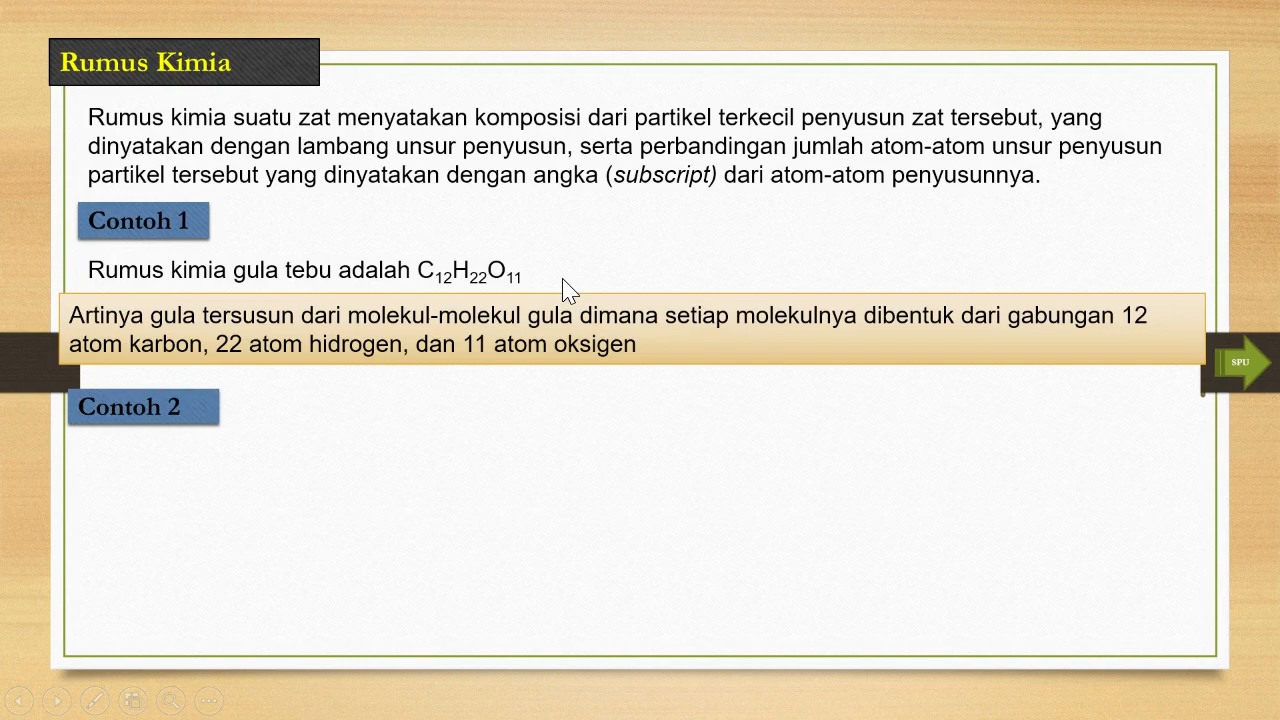 Rumus Kimia
Rumus kimia suatu zat menyatakan komposisi dari partikel terkecil penyusun zat tersebut, yang
dinyatakan dengan lambang unsur penyusun, serta perbandingan jumlah atom-atom unsur penyusun
partikel tersebut yang dinyatakan dengan angka (subscript) dari atom-atom penyusunnya.
Contoh 1
Rumus kimia gula tebu adalah C₁₂H₂₂O₁₁
Artinya gula tersusun dari molekul-molekul gula dimana setiap molekulnya dibentuk dari gabungan 12
atom karbon, 22 atom hidrogen, dan 11 atom oksigen
SPU
Contoh 2